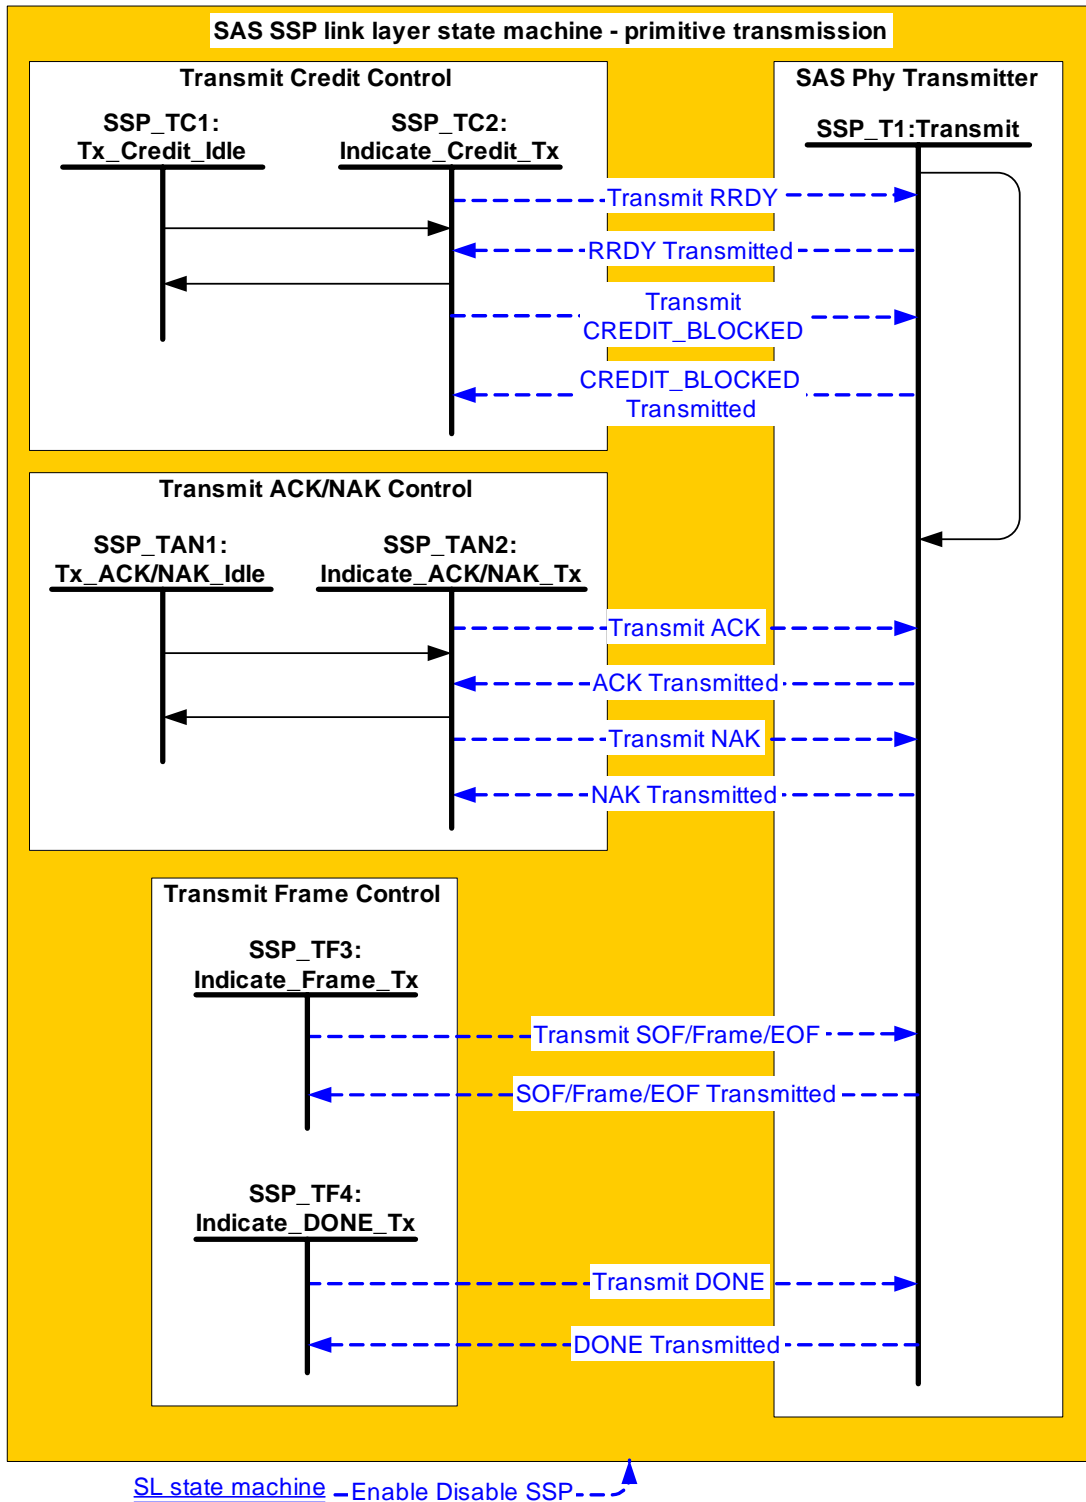 SAS SSP link layer state machine - primitive transmission
Transmit Credit Control
SSP_TC1:
Tx_Credit_Idle
SSP_TC2:
Indicate_Credit_Tx
SAS Phy Transmitter
SSP_T1:Transmit
Transmit RRDY
RRDY Transmitted
Transmit
CREDIT_BLOCKED
CREDIT_BLOCKED
Transmitted
Transmit ACK/NAK Control
SSP_TAN1:
Tx_ACK/NAK_Idle
SSP_TAN2:
Indicate_ACK/NAK_Tx
Transmit ACK
ACK Transmitted
Transmit NAK
NAK Transmitted
Transmit Frame Control
SSP_TF3:
Indicate_Frame_Tx
Transmit SOF/Frame/EOF
SOF/Frame/EOF Transmitted
SSP_TF4:
Indicate_DONE_Tx
Transmit DONE
DONE Transmitted
SL state machine
Enable Disable SSP